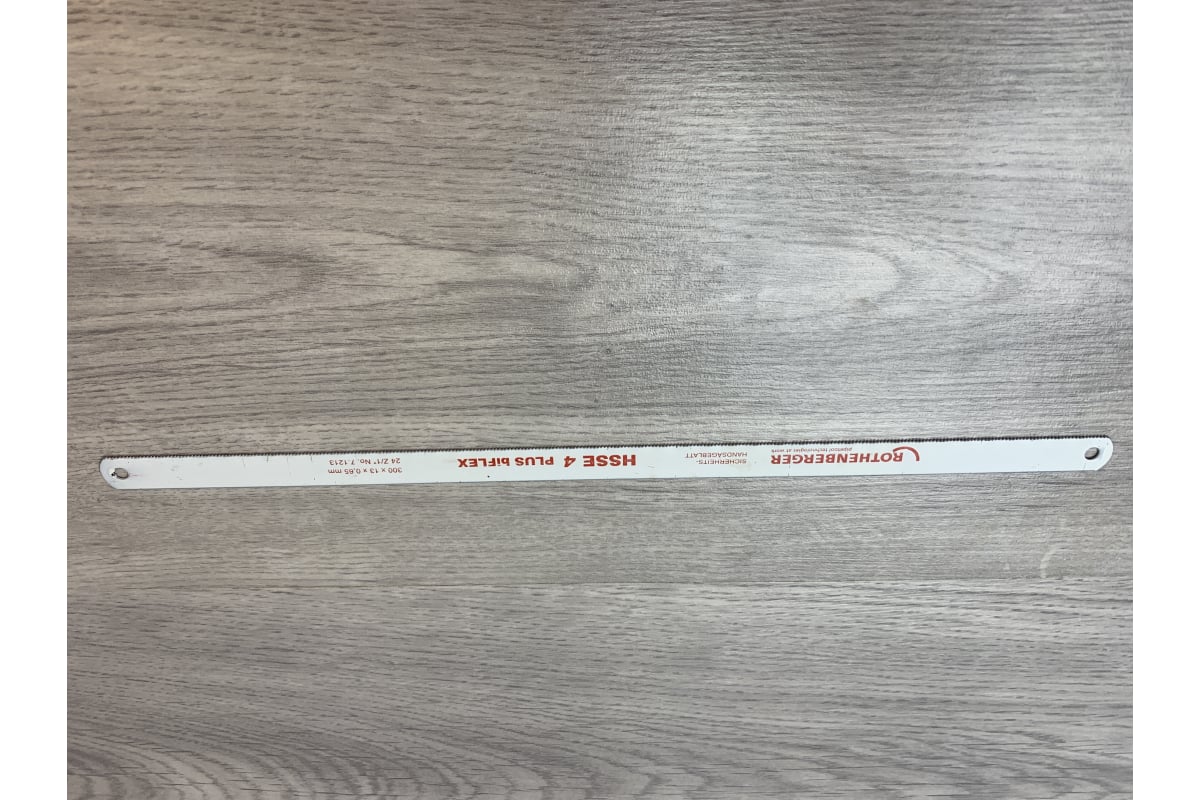 ROTHENBERGER
pipetool technologies at work
SICHERHEITS-
HANDSÄGEBLATT
HSSE 4 PLUS biFLEX
300 x 13 x 0,65 mm
24 Z/1" No. 7.1213